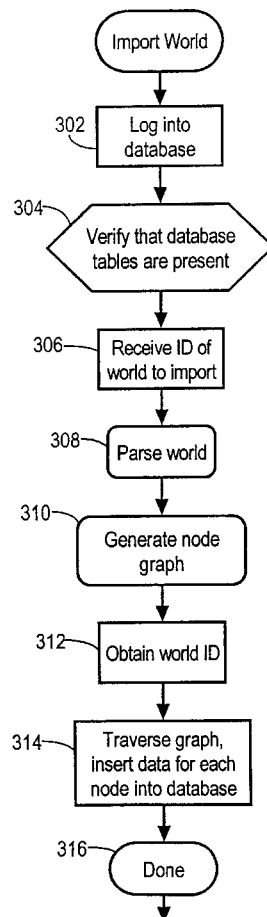 Import World
302
Log into
database
304
Verify that database
tables are present
306
Receive ID of
world to import
308
Parse world
310
Generate node
graph
312
Obtain world ID
314
Traverse graph,
insert data for each
node into database
316
Done